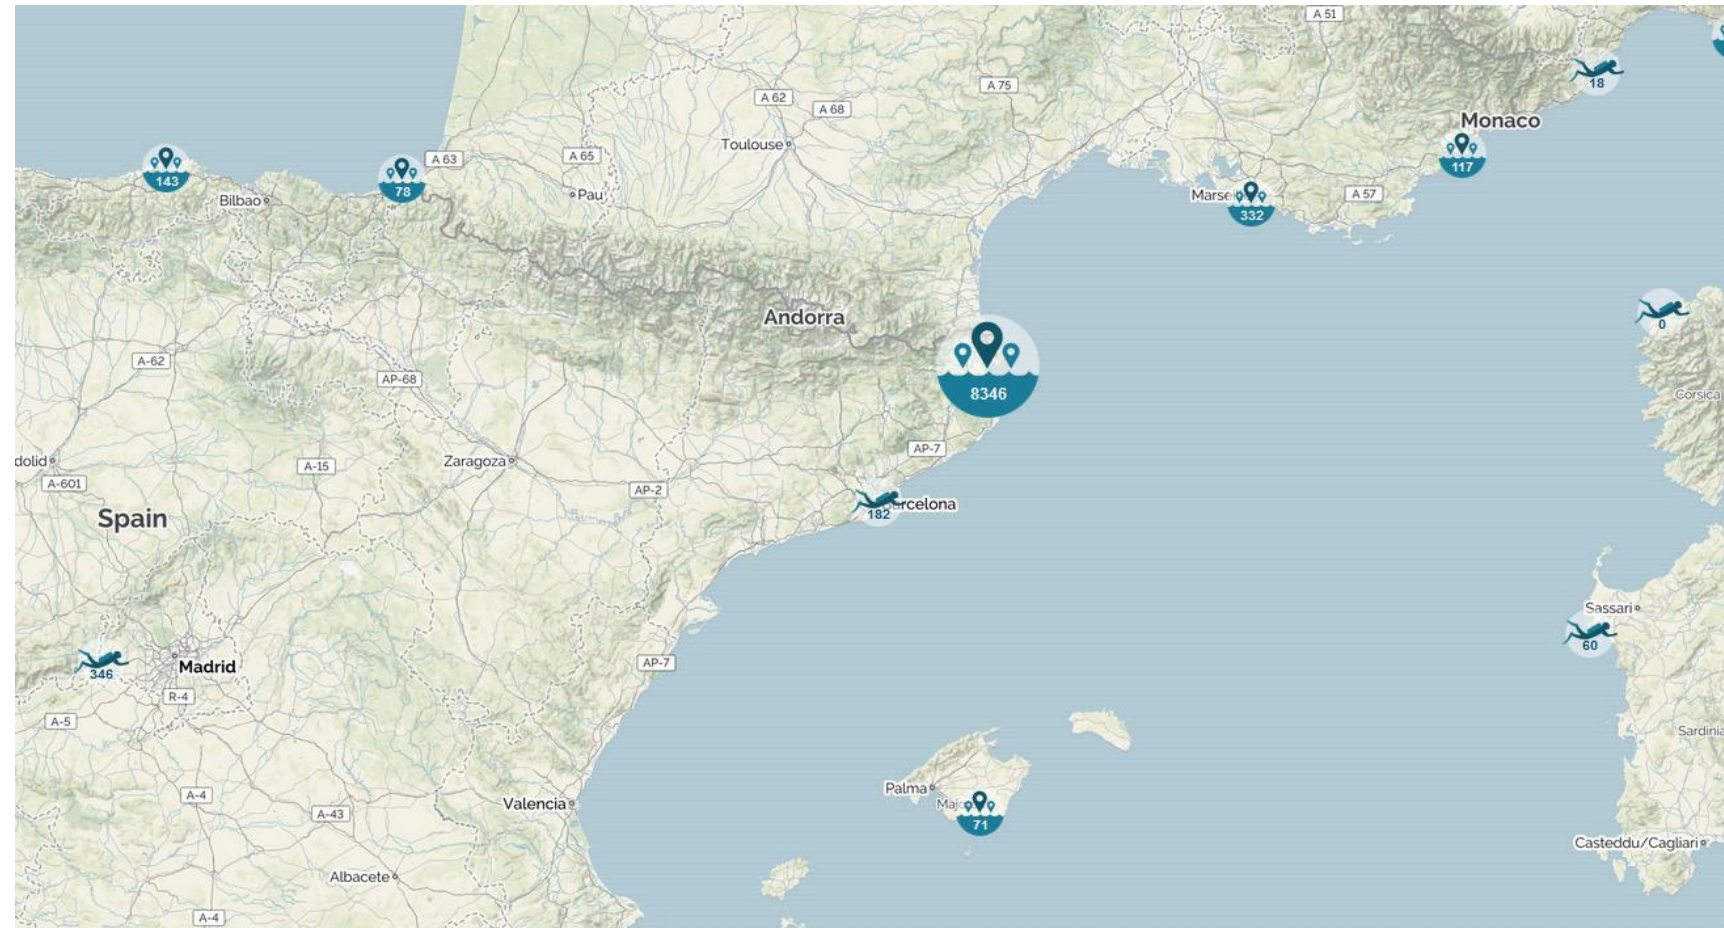 A 51
A 75
18
A 62
A 68
Monaco
Toulouse
A 63
A 65
117
143
78
Pau
Bilbao
A 57
332
Andorra
0
A-62
AP-68
8346
Corsica
AP-7
dolid
A-15
Zaragoza
A-601
AP-2
Spain
182
rcelona
Sassari
60
Madrid
346
AP-7
R-4
A-5
Sardinia
Palma
A-4
Valencia
A-43
71
Casteddu/Cagliari
Albacete
A-4